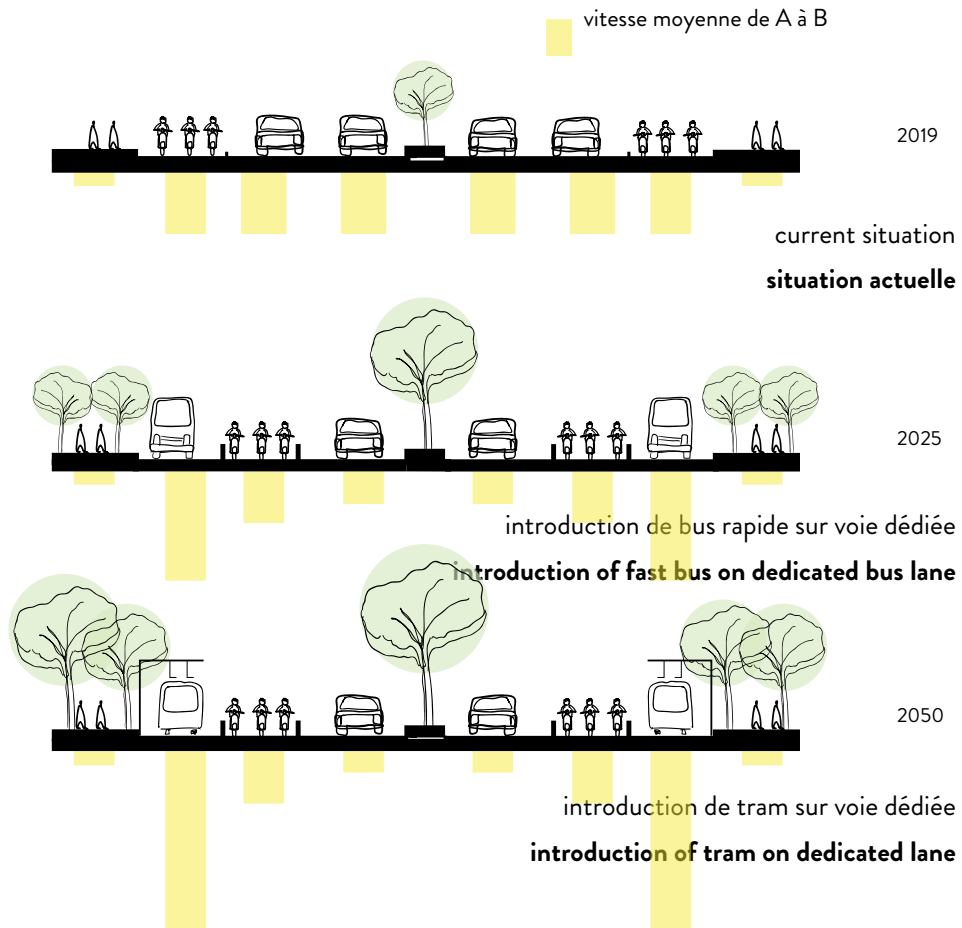 vitesse moyenne de A à B
2019
current situation
situation actuelle
2025
introduction de bus rapide sur voie dédiée
introduction of fast bus on dedicated bus lane
2050
introduction de tram sur voie dédiée
introduction of tram on dedicated lane